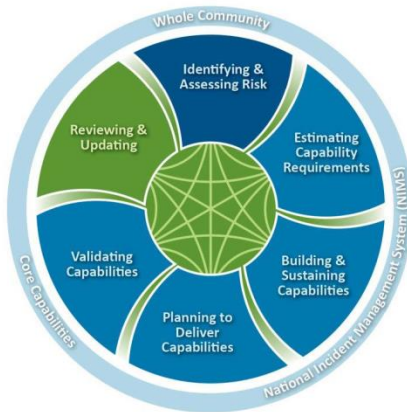 Whole Community
Identifying &
Assessing Risk
Estimating
Capability
Requirements
Building &
Sustaining
Capabilities
Planning to
Deliver
Capabilities
Validating
Capabilities
Reviewing &
Updating
National Incident Management System (NIMS)
Core Capabilities